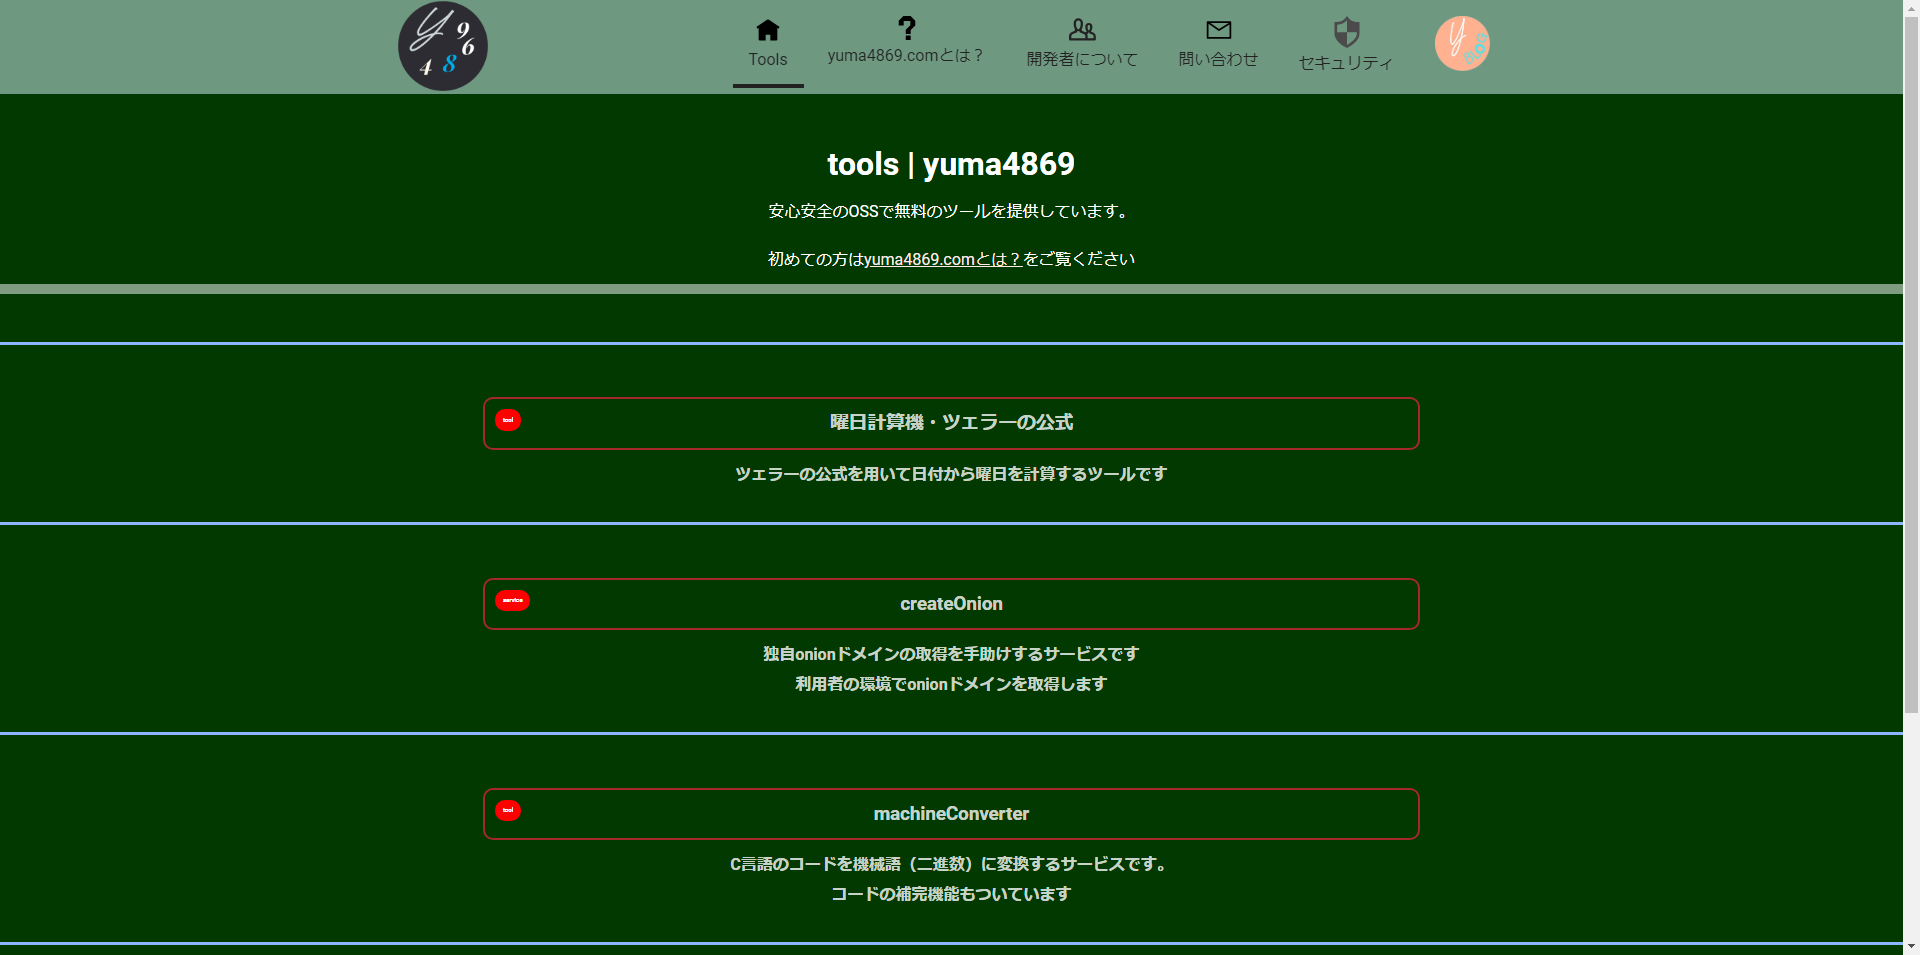 Y 9
6
4 8
Tools
yuma4869.comとは？
開発者について
問い合わせ
セキュリティ
tools | yuma4869
安心安全のOSSで無料のツールを提供しています。
初めての方はyuma4869.comとは？をご覧ください
tool
曜日計算機・ツェラーの公式
ツェラーの公式を用いて日付から曜日を計算するツールです
service
createOnion
独自onionドメインの取得を手助けするサービスです
利用者の環境でonionドメインを取得します
tool
machineConverter
C言語のコードを機械語（二進数）に変換するサービスです。
コードの補完機能もついています